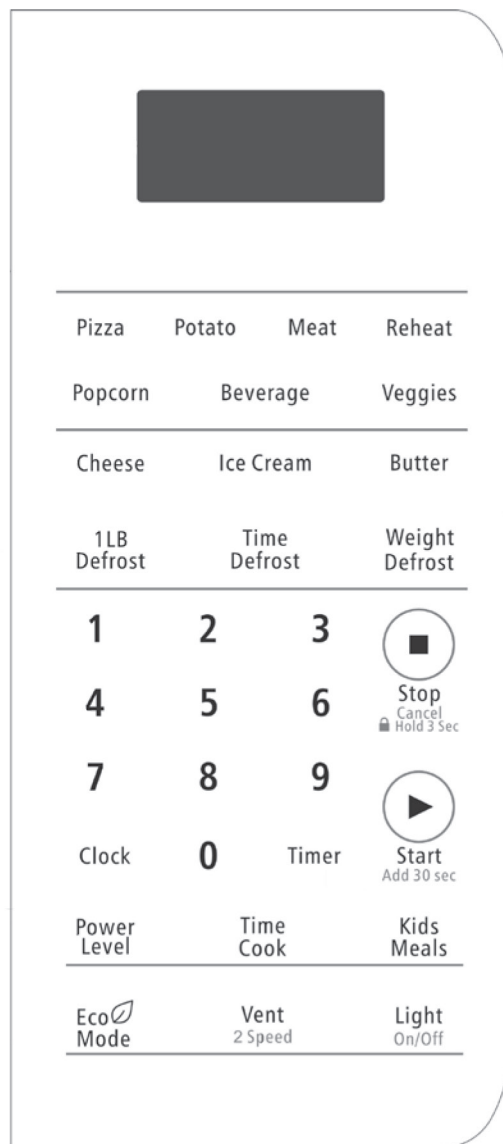 Pizza Potato Meat Reheat
Popcorn Beverage Veggies
Cheese Ice Cream Butter
1LB
Defrost
Time
Defrost
Weight
Defrost
1 2 3
Stop
Cancel
Hold 3 Sec
4 5 6
7 8 9
Clock 0 Timer
Start
Add 30 sec
Power
Level
Time
Cook
Kids
Meals
Eco
Mode
Vent
2 Speed
Light
On/Off